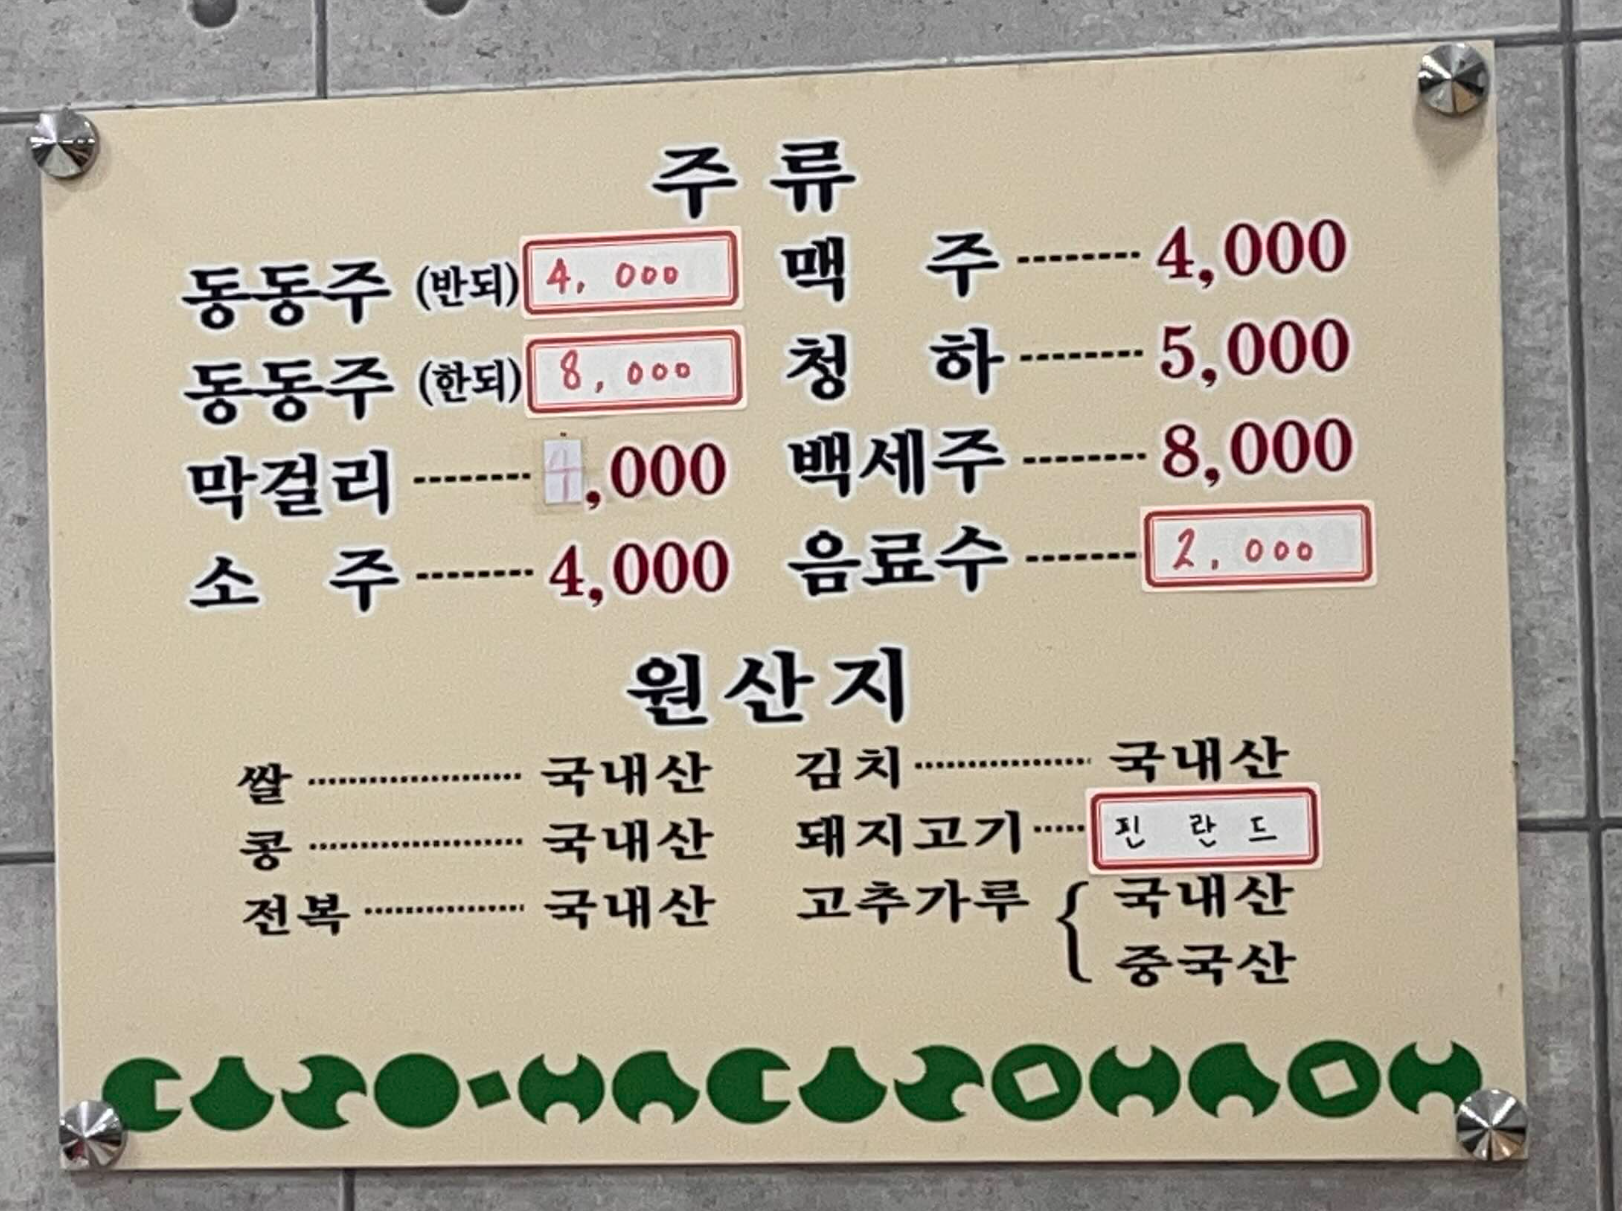 주류
동동주 (반되) 4,000
동동주 (한되) 8,000
막걸리 -------- 4,000
소 주 -------- 4,000
맥 주 -------- 4,000
청 하 -------- 5,000
백세주 -------- 8,000
음료수 ------- 2,000
원산지
쌀 ····················· 국내산
콩 ····················· 국내산
전복 ················ 국내산
김치 ················· 국내산
돼지고기 ····· 핀란드
고추가루 { 국내산
중국산